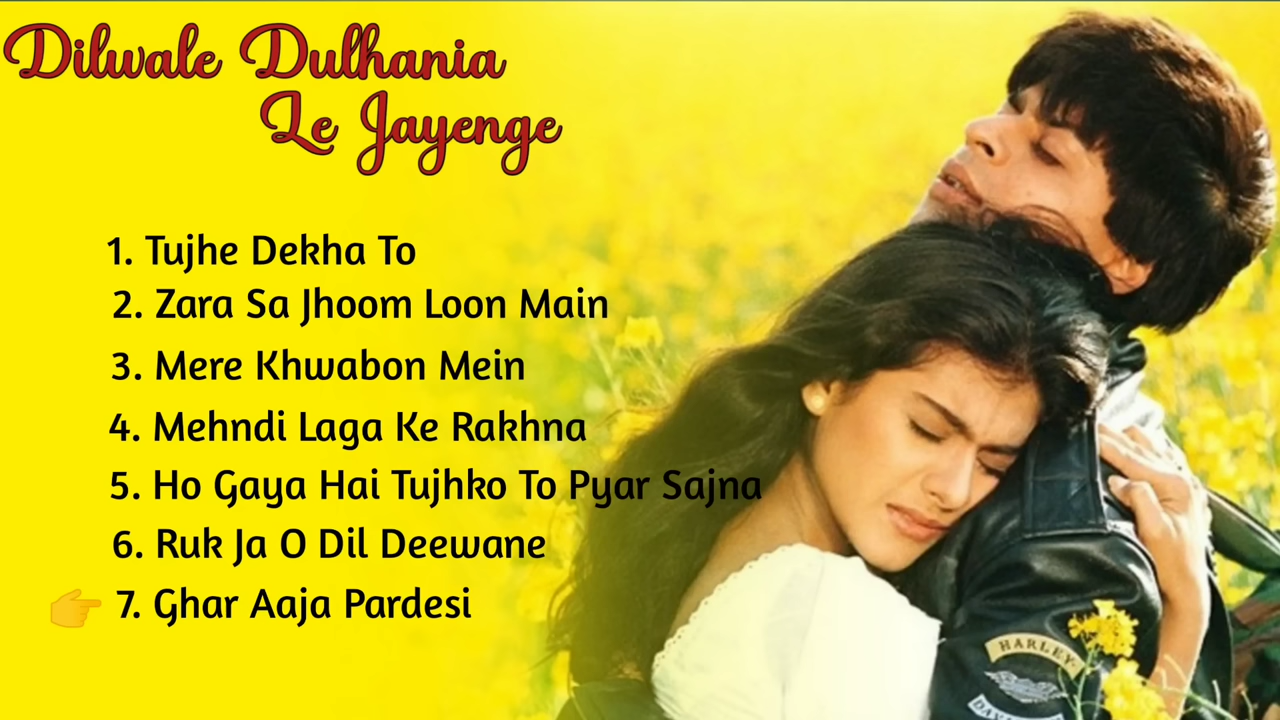 Dilwale Dulhania
Le Jayenge
1. Tujhe Dekha To
2. Zara Sa Jhoom Loon Main
3. Mere Khwabon Mein
4. Mehndi Laga Ke Rakhna
5. Ho Gaya Hai Tujhko To Pyar Sajna
6. Ruk Ja O Dil Deewane
👉 7. Ghar Aaja Pardesi
HARLEY